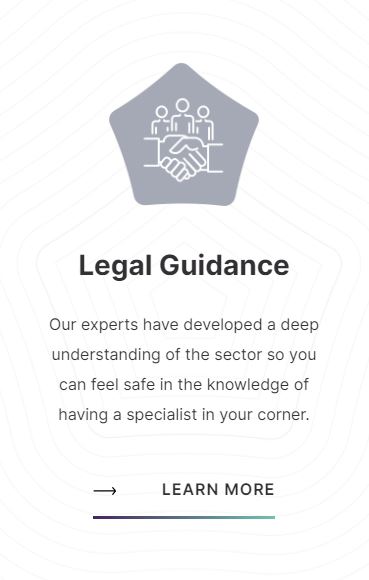 Legal Guidance
Our experts have developed a deep
understanding of the sector so you
can feel safe in the knowledge of
having a specialist in your corner.
LEARN MORE